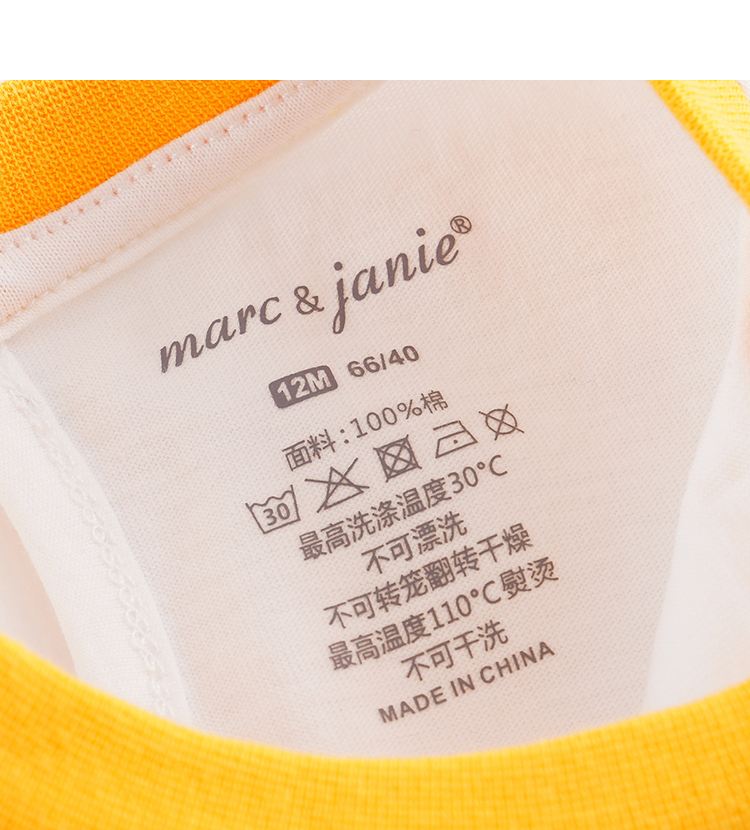 marc & janie®
12M 66/40
面料:100%棉
30
最高洗涤温度30℃
不可漂洗
不可转笼翻转干燥
最高温度110℃熨烫
不可干洗
MADE IN CHINA